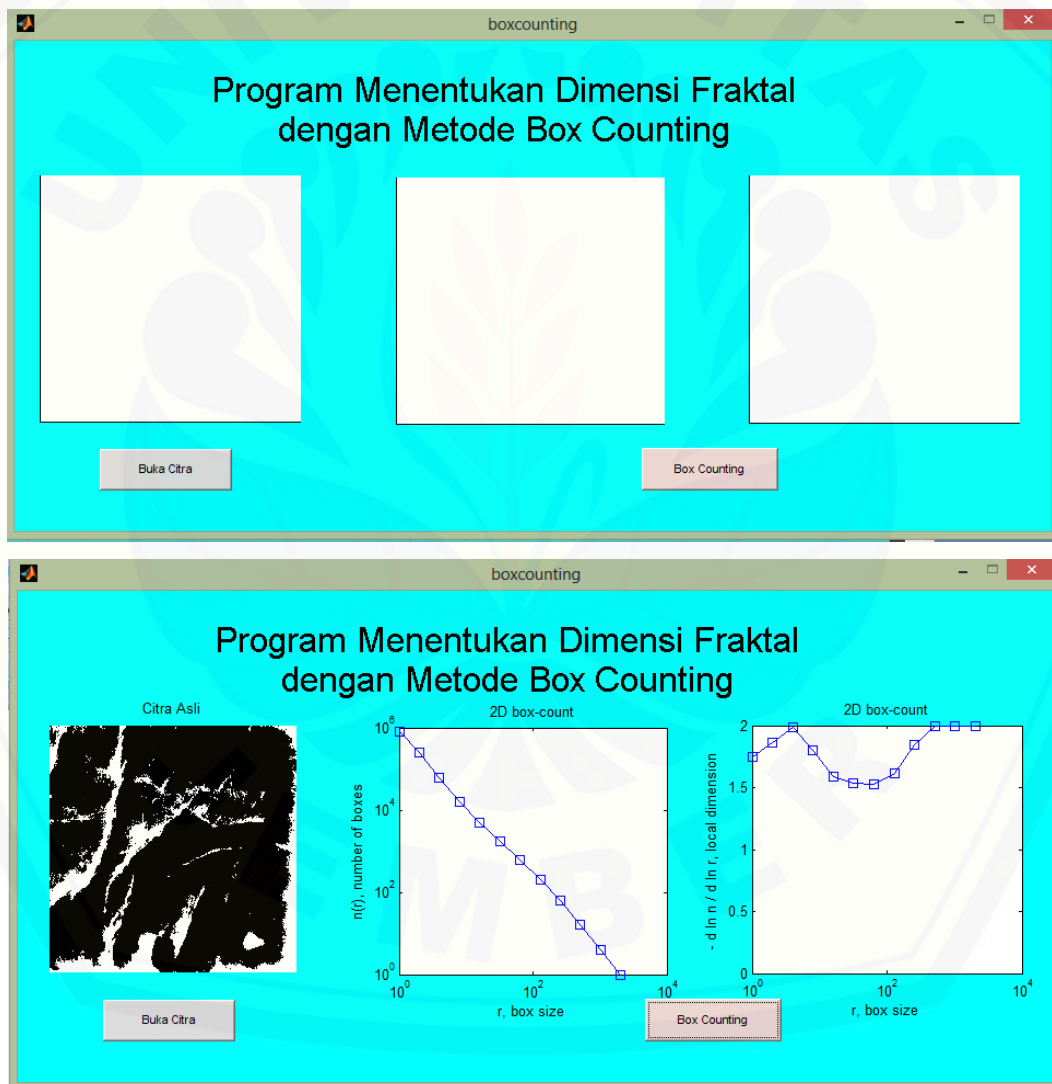 boxcounting
Program Menentukan Dimensi Fraktal
dengan Metode Box Counting
Buka Citra
Box Counting
boxcounting
Program Menentukan Dimensi Fraktal
dengan Metode Box Counting
Citra Asli
2D box-count
n(r), number of boxes
10^6
10^4
10^2
10^0
10^0
10^2
10^4
r, box size
2D box-count
- d ln n / d ln r, local dimension
2
1.5
1
0.5
0
10^0
10^2
10^4
r, box size
Buka Citra
Box Counting
UNIVERSITAS
JEMBER